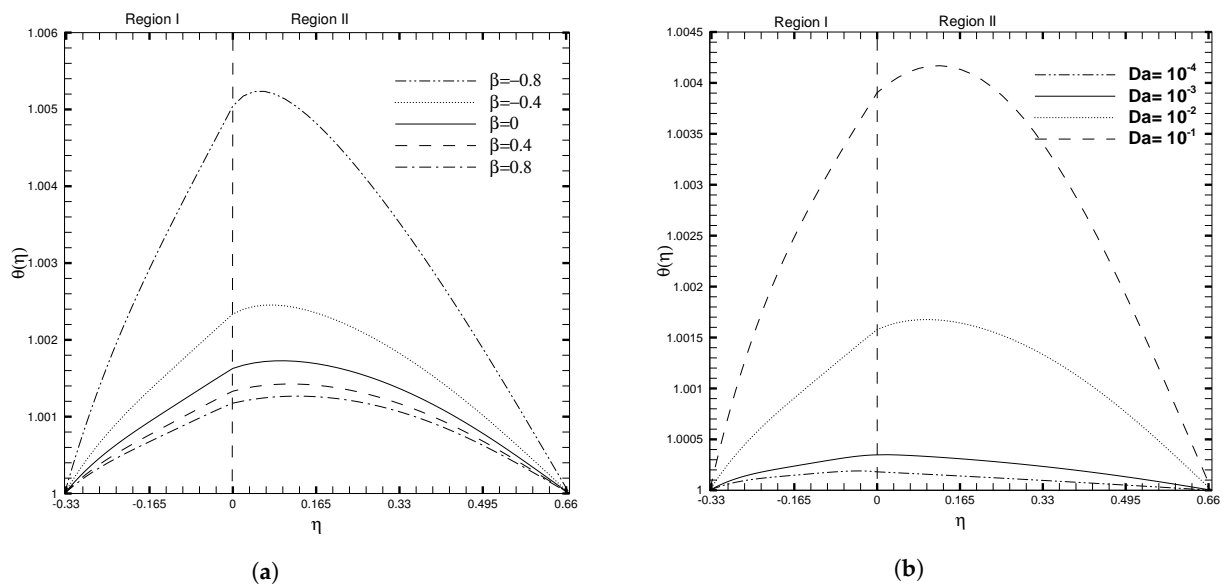 Region I Region II
1.006
1.005
1.004
1.003
1.002
1.001
1
θ(η)
β=−0.8
β=−0.4
β=0
β=0.4
β=0.8
-0.33 -0.165 0 0.165 0.33 0.495 0.66
η
(a)
Region I Region II
1.0045
1.004
1.0035
1.003
1.0025
1.002
1.0015
1.001
1.0005
1
θ(η)
Da= 10⁻⁴
Da= 10⁻³
Da= 10⁻²
Da= 10⁻¹
-0.33 -0.165 0 0.165 0.33 0.495 0.66
η
(b)